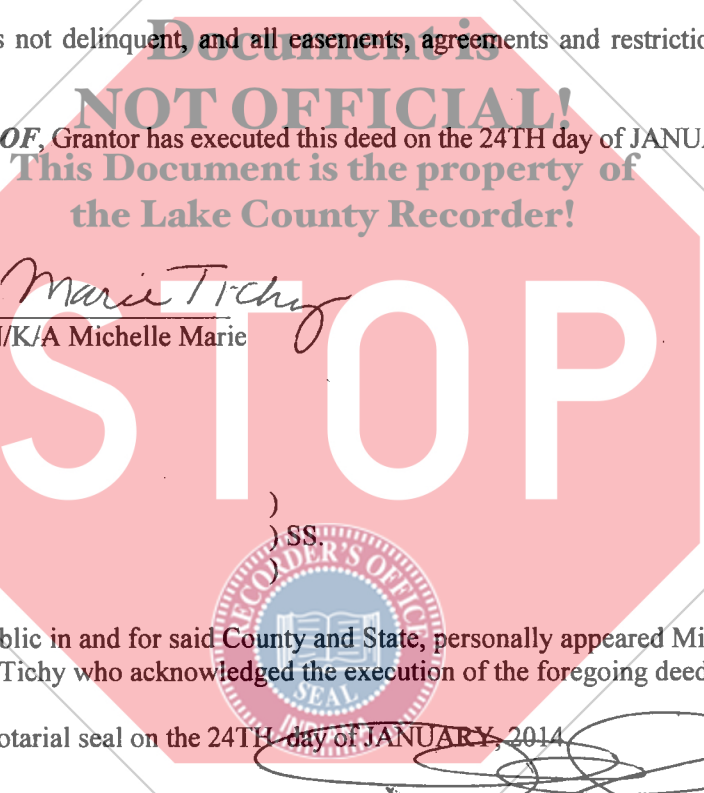 Document is
s not delinquent, and all easements, agreements and restrictio
NOT OFFICIAL!
OF, Grantor has executed this deed on the 24TH day of JANUA
This Document is the property of
the Lake County Recorder!
Marie Tichy
/K/A Michelle Marie
STOP
)
) SS.
)
RECORDER'S OFFICE
blic in and for said County and State, personally appeared Mi
Tichy who acknowledged the execution of the foregoing deed
SEAL
INDIANA
otarial seal on the 24TH day of JANUARY, 2014